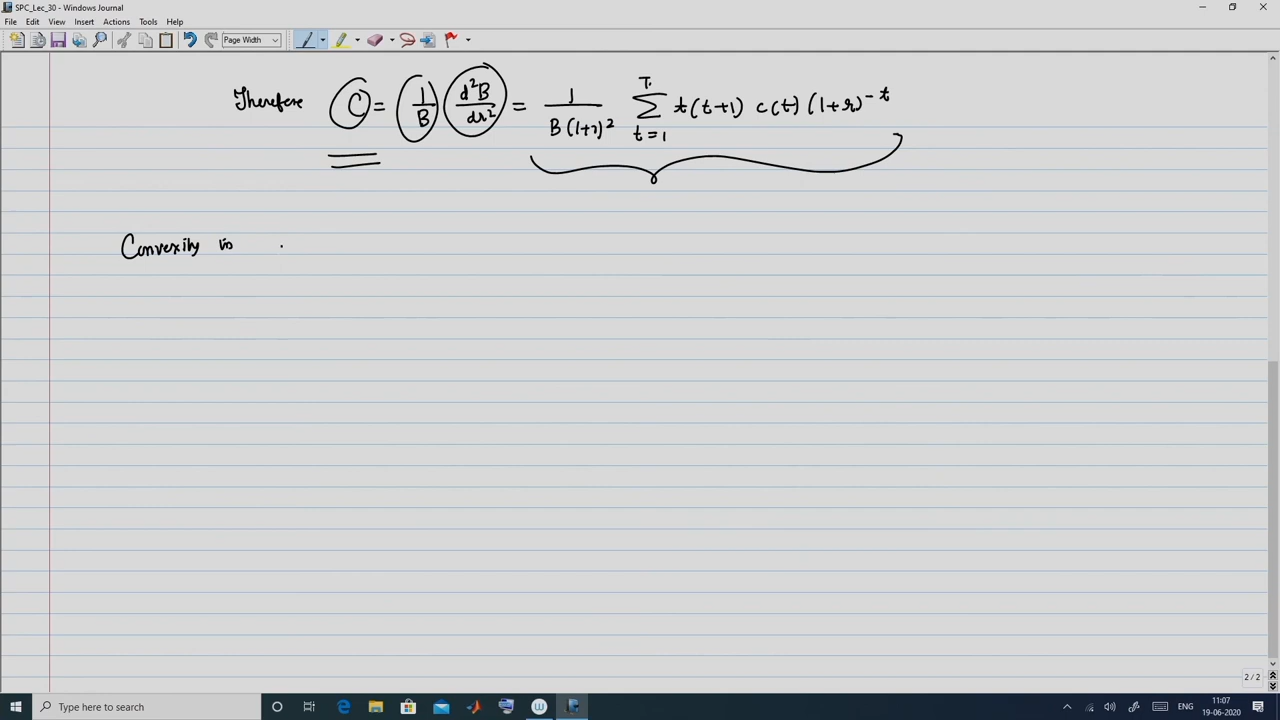 SPC_Lec_30 - Windows Journal
File Edit View Insert Actions Tools Help
Page Width
Therefore C = 1/B d²B/dr² = 1/B(1+r)² T Σ t=1 t(t+1) c(t) (1+r)^-t
Convexity is
2/2
Type here to search
ENG
11:07
19-06-2020